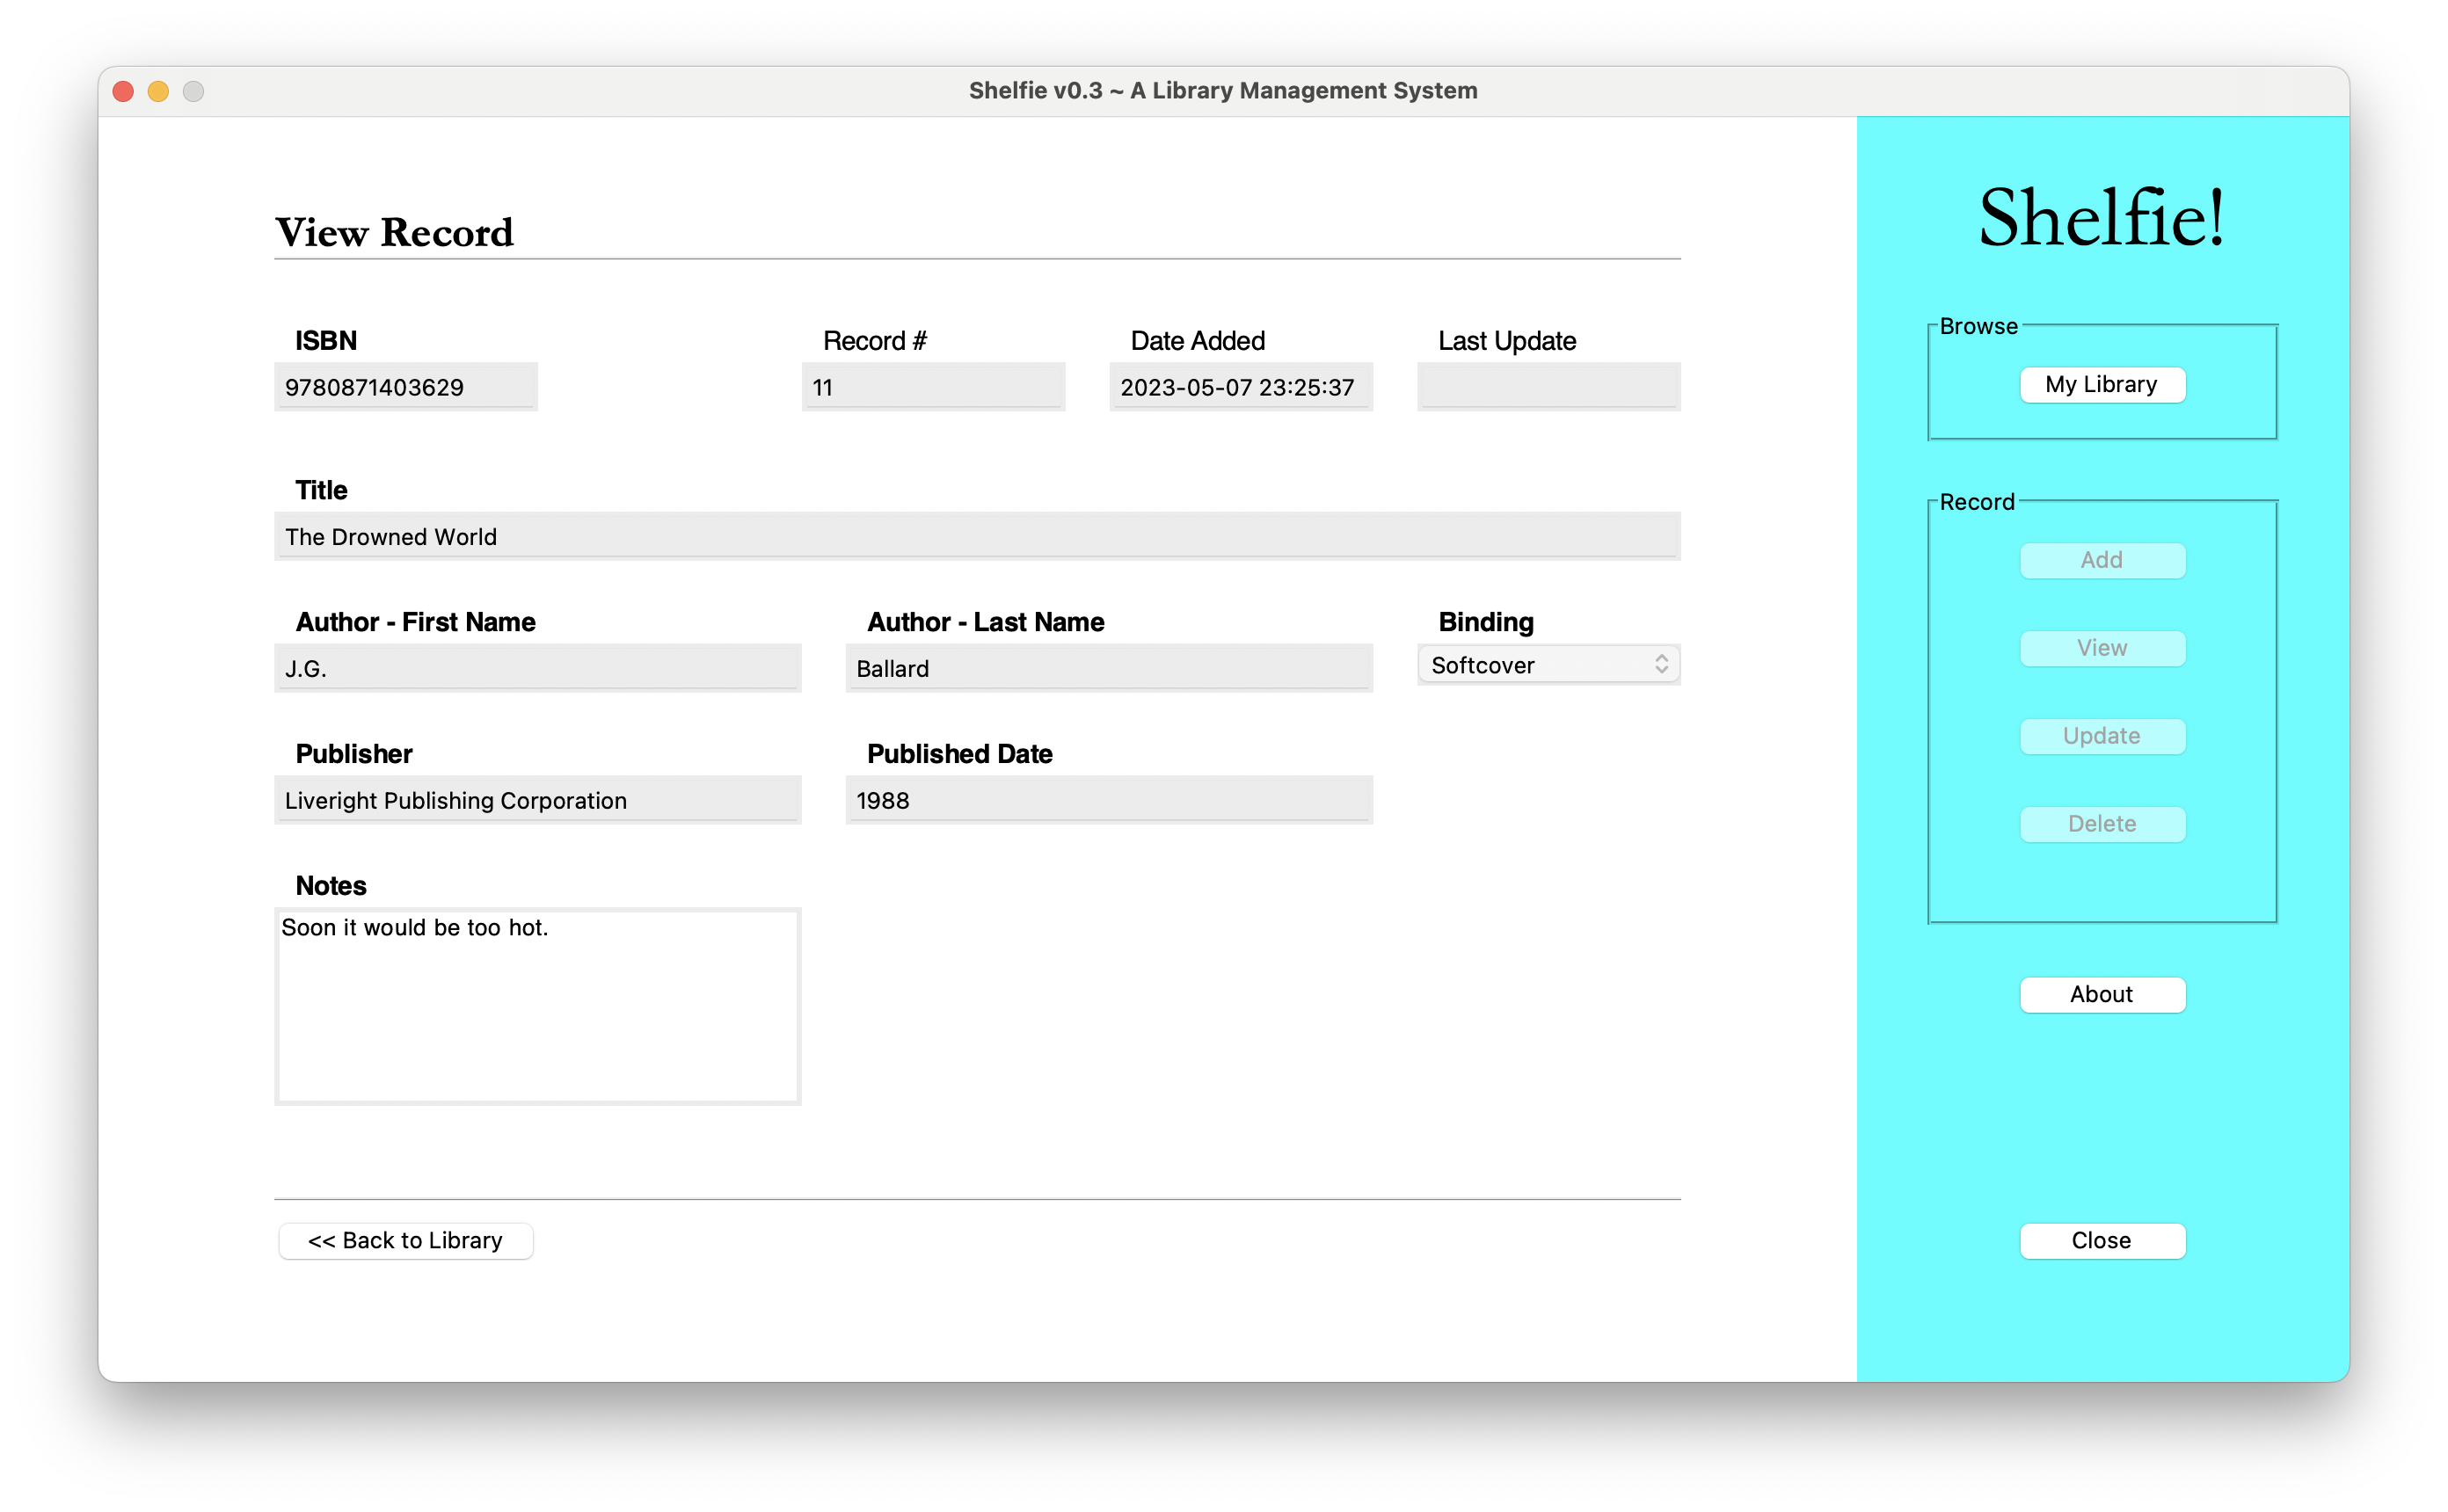 Shelfie v0.3 ~ A Library Management System
View Record
ISBN
Record #
Date Added
Last Update
9780871403629
11
2023-05-07 23:25:37
Title
The Drowned World
Author - First Name
Author - Last Name
Binding
J.G.
Ballard
Softcover
Publisher
Published Date
Liveright Publishing Corporation
1988
Notes
Soon it would be too hot.
<< Back to Library
Shelfie!
Browse
My Library
Record
Add
View
Update
Delete
About
Close